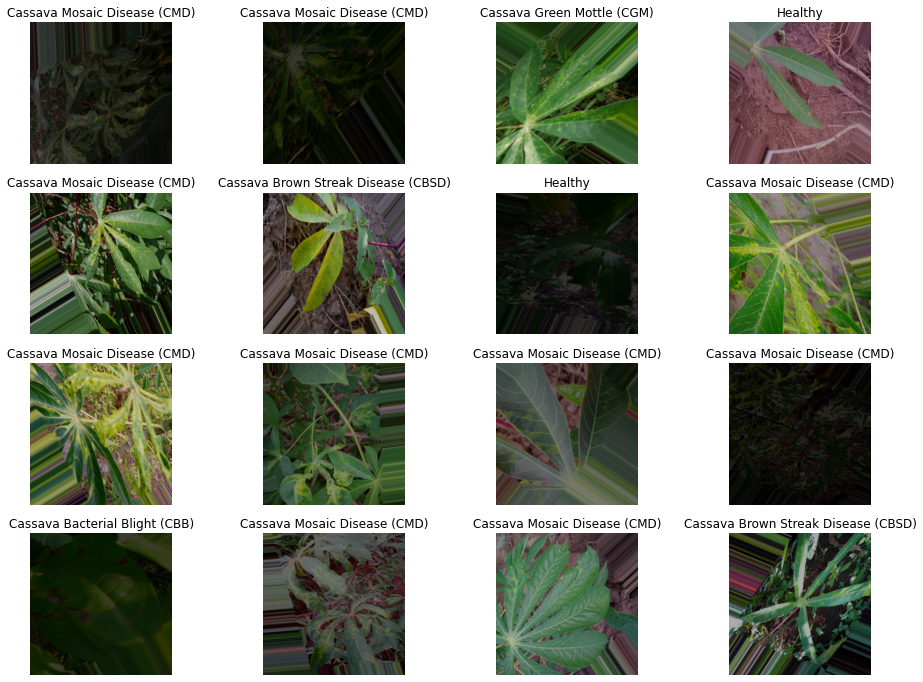 Cassava Mosaic Disease (CMD)
Cassava Mosaic Disease (CMD)
Cassava Green Mottle (CGM)
Healthy
Cassava Mosaic Disease (CMD)
Cassava Brown Streak Disease (CBSD)
Healthy
Cassava Mosaic Disease (CMD)
Cassava Mosaic Disease (CMD)
Cassava Mosaic Disease (CMD)
Cassava Mosaic Disease (CMD)
Cassava Mosaic Disease (CMD)
Cassava Bacterial Blight (CBB)
Cassava Mosaic Disease (CMD)
Cassava Mosaic Disease (CMD)
Cassava Brown Streak Disease (CBSD)